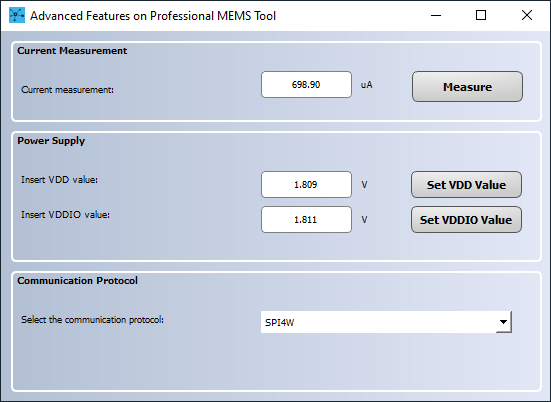 Advanced Features on Professional MEMS Tool
Current Measurement
Current measurement: 698.90 uA Measure
Power Supply
Insert VDD value: 1.809 V Set VDD Value
Insert VDDIO value: 1.811 V Set VDDIO Value
Communication Protocol
Select the communication protocol: SPI4W